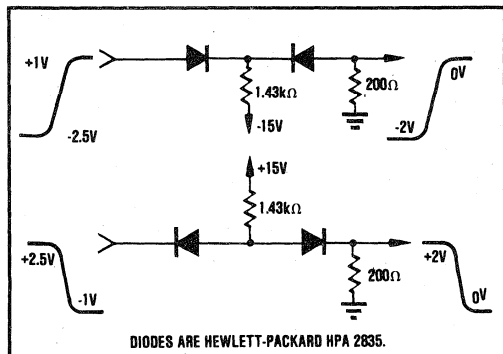 +1V
-2.5V
1.43kΩ
-15V
200Ω
0V
-2V
+15V
1.43kΩ
+2.5V
-1V
200Ω
+2V
0V
DIODES ARE HEWLETT-PACKARD HPA 2835.